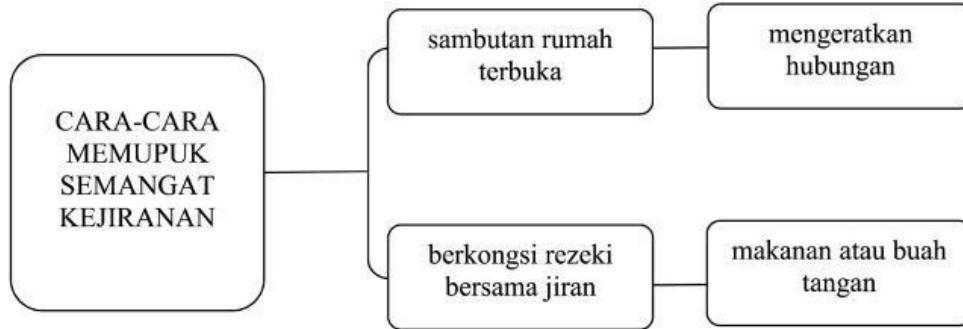 CARA-CARA
MEMUPUK
SEMANGAT
KEJIRANAN
sambutan rumah
terbuka
mengeratkan
hubungan
berkongsi rezeki
bersama jiran
makanan atau buah
tangan